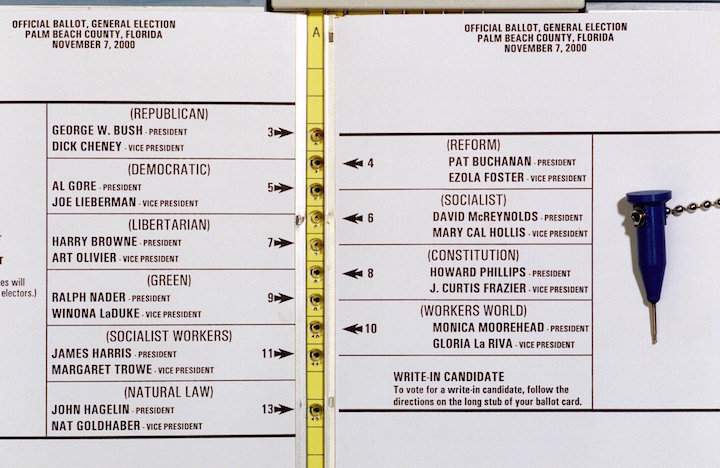 OFFICIAL BALLOT, GENERAL ELECTION
PALM BEACH COUNTY, FLORIDA
NOVEMBER 7, 2000
(REPUBLICAN)
GEORGE W. BUSH - PRESIDENT
DICK CHENEY - VICE PRESIDENT
3
(DEMOCRATIC)
AL GORE - PRESIDENT
JOE LIEBERMAN - VICE PRESIDENT
5
(LIBERTARIAN)
HARRY BROWNE - PRESIDENT
ART OLIVIER - VICE PRESIDENT
7
(GREEN)
RALPH NADER - PRESIDENT
WINONA LaDUKE - VICE PRESIDENT
9
(SOCIALIST WORKERS)
JAMES HARRIS - PRESIDENT
MARGARET TROWE - VICE PRESIDENT
11
(NATURAL LAW)
JOHN HAGELIN - PRESIDENT
NAT GOLDHABER - VICE PRESIDENT
13
will
electors.)
A
OFFICIAL BALLOT, GENERAL ELECTION
PALM BEACH COUNTY, FLORIDA
NOVEMBER 7, 2000
4
(REFORM)
PAT BUCHANAN - PRESIDENT
EZOLA FOSTER - VICE PRESIDENT
6
(SOCIALIST)
DAVID McREYNOLDS - PRESIDENT
MARY CAL HOLLIS - VICE PRESIDENT
8
(CONSTITUTION)
HOWARD PHILLIPS - PRESIDENT
J. CURTIS FRAZIER - VICE PRESIDENT
10
(WORKERS WORLD)
MONICA MOOREHEAD - PRESIDENT
GLORIA La RIVA - VICE PRESIDENT
WRITE-IN CANDIDATE
To vote for a write-in candidate, follow the
directions on the long stub of your ballot card.